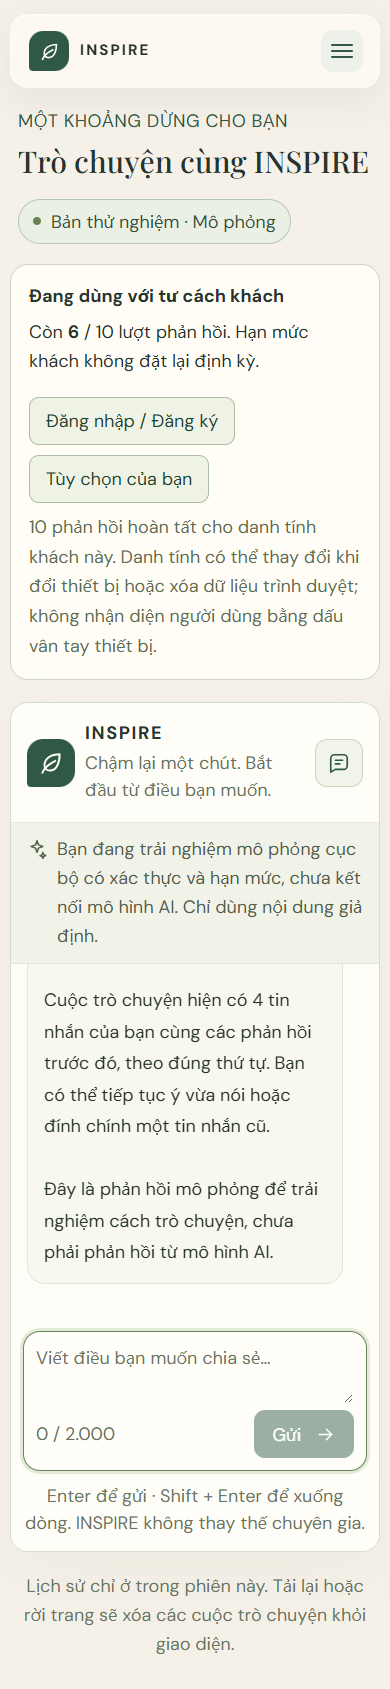 INSPIRE
MỘT KHOẢNG DỪNG CHO BẠN
Trò chuyện cùng INSPIRE
Bản thử nghiệm · Mô phỏng
Đang dùng với tư cách khách
Còn 6 / 10 lượt phản hồi. Hạn mức
khách không đặt lại định kỳ.
Đăng nhập / Đăng ký
Tùy chọn của bạn
10 phản hồi hoàn tất cho danh tính
khách này. Danh tính có thể thay đổi khi
đổi thiết bị hoặc xóa dữ liệu trình duyệt;
không nhận diện người dùng bằng dấu
vân tay thiết bị.
INSPIRE
Chậm lại một chút. Bắt
đầu từ điều bạn muốn.
Bạn đang trải nghiệm mô phỏng cục
bộ có xác thực và hạn mức, chưa kết
nối mô hình AI. Chỉ dùng nội dung giả
định.
Cuộc trò chuyện hiện có 4 tin
nhắn của bạn cùng các phản hồi
trước đó, theo đúng thứ tự. Bạn
có thể tiếp tục ý vừa nói hoặc
đính chính một tin nhắn cũ.
Đây là phản hồi mô phỏng để trải
nghiệm cách trò chuyện, chưa
phải phản hồi từ mô hình AI.
Viết điều bạn muốn chia sẻ...
0 / 2.000
Gửi →
Enter để gửi · Shift + Enter để xuống
dòng. INSPIRE không thay thế chuyên gia.
Lịch sử chỉ ở trong phiên này. Tải lại hoặc
rời trang sẽ xóa các cuộc trò chuyện khỏi
giao diện.